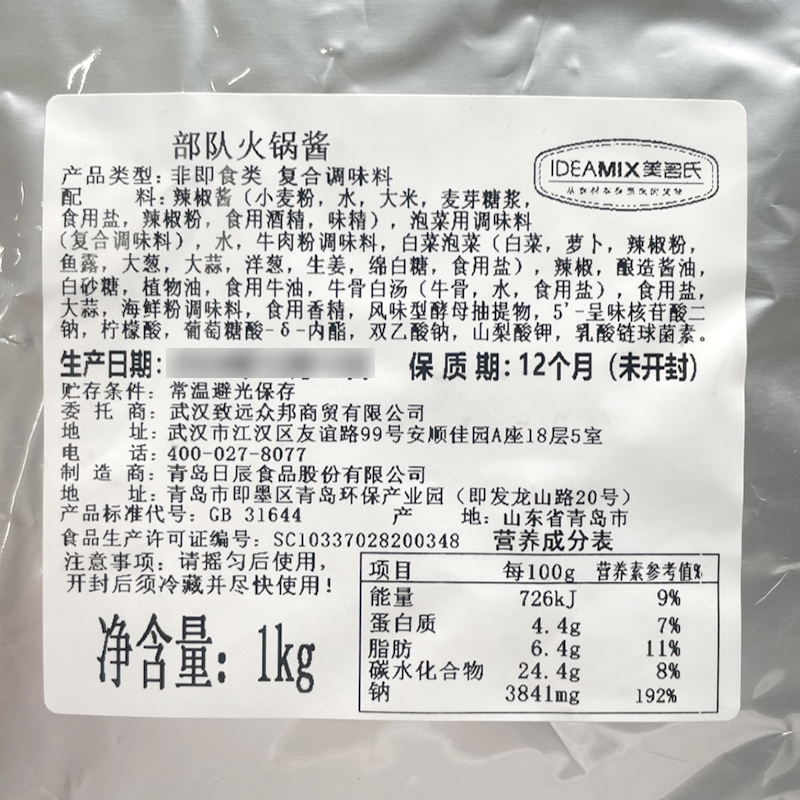 部队火锅酱
IDEAMIX美客氏
产品类型：非即食类 复合调味料
配 料：辣椒酱（小麦粉，水，大米，麦芽糖浆，
食用盐，辣椒粉，食用酒精，味精），泡菜用调味料
（复合调味料），水，牛肉粉调味料，白菜泡菜（白菜，萝卜，辣椒粉，
鱼露，大葱，大蒜，洋葱，生姜，绵白糖，食用盐），辣椒，酿造酱油，
白砂糖，植物油，食用牛油，牛骨白汤（牛骨，水，食用盐），食用盐，
大蒜，海鲜粉调味料，食用香精，风味型酵母抽提物，5'-呈味核苷酸二
钠，柠檬酸，葡萄糖酸-δ-内酯，双乙酸钠，山梨酸钾，乳酸链球菌素。
生产日期： 保 质 期：12个月（未开封）
贮存条件：常温避光保存
委 托 商：武汉致远众邦商贸有限公司
地 址：武汉市江汉区友谊路99号安顺佳园A座18层5室
电 话：400-027-8077
制 造 商：青岛日辰食品股份有限公司
地 址：青岛市即墨区青岛环保产业园（即发龙山路20号）
产品标准代号：GB 31644 产 地：山东省青岛市
食品生产许可证编号：SC10337028200348 营养成分表
注意事项：请摇匀后使用，
开封后须冷藏并尽快使用！
净含量：1kg
项目 每100g 营养素参考值%
能量 726kJ 9%
蛋白质 4.4g 7%
脂肪 6.4g 11%
碳水化合物 24.4g 8%
钠 3841mg 192%